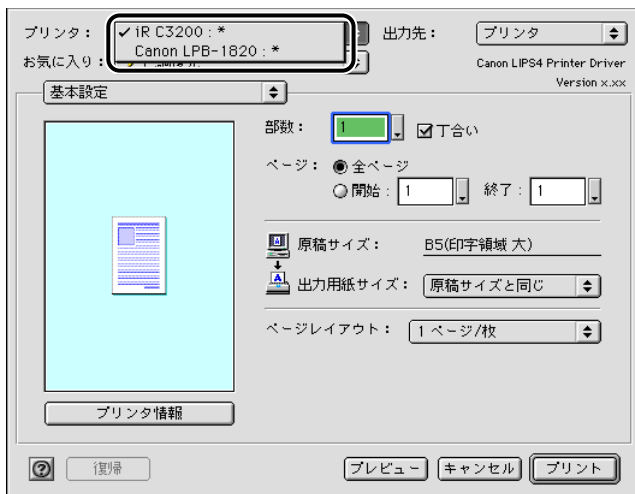 プリンタ： ✓ iR C3200 : * 出力先： プリンタ
Canon LPB-1820 : *
お気に入り： Canon LIPS4 Printer Driver
Version x.xx
基本設定
部数： 1 丁合い
ページ： 全ページ
開始： 1 終了： 1
原稿サイズ： B5(印字領域 大)
出力用紙サイズ： 原稿サイズと同じ
ページレイアウト： 1 ページ/枚
プリンタ情報
? 復帰 プレビュー キャンセル プリント